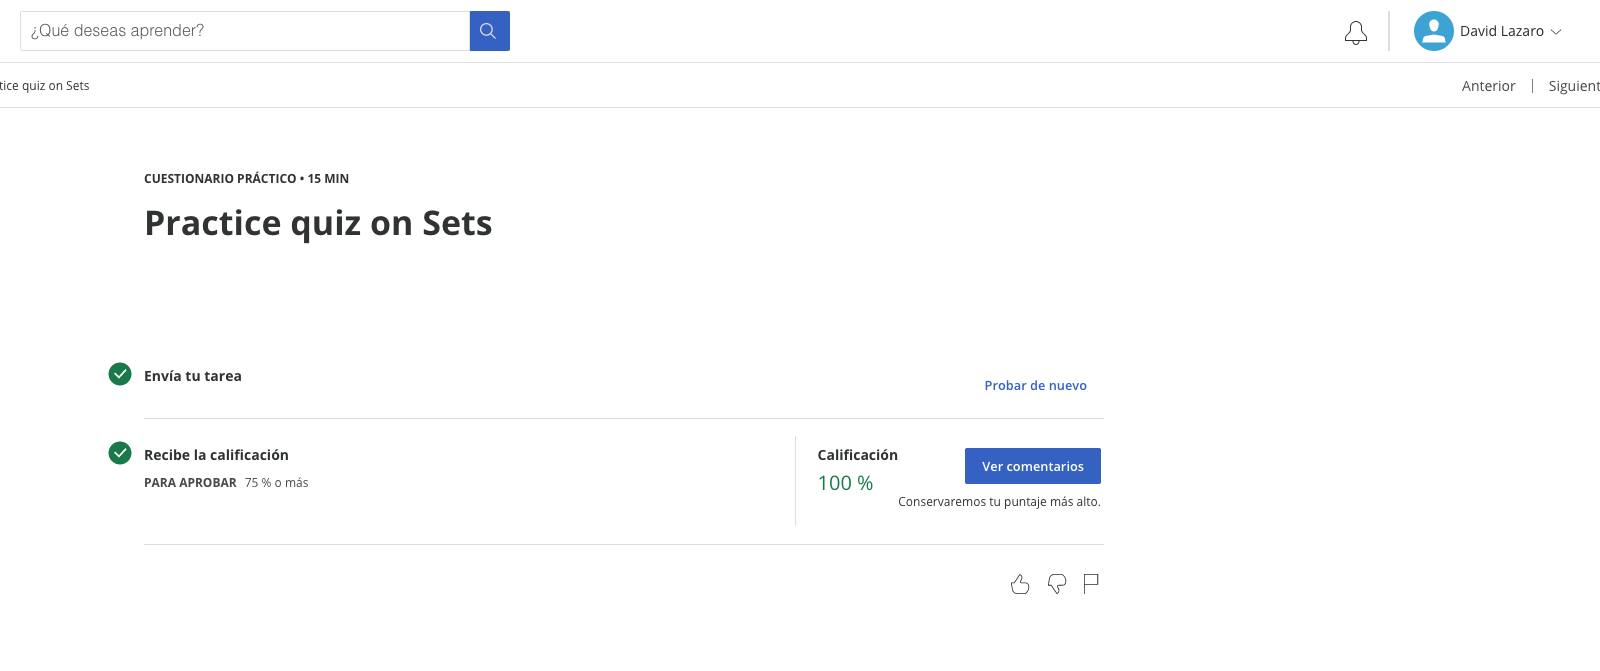 ¿Qué deseas aprender?
David Lazaro
tice quiz on Sets
Anterior
Siguient
CUESTIONARIO PRÁCTICO • 15 MIN
Practice quiz on Sets
Envía tu tarea
Probar de nuevo
Recibe la calificación
PARA APROBAR 75 % o más
Calificación
100 %
Ver comentarios
Conservaremos tu puntaje más alto.